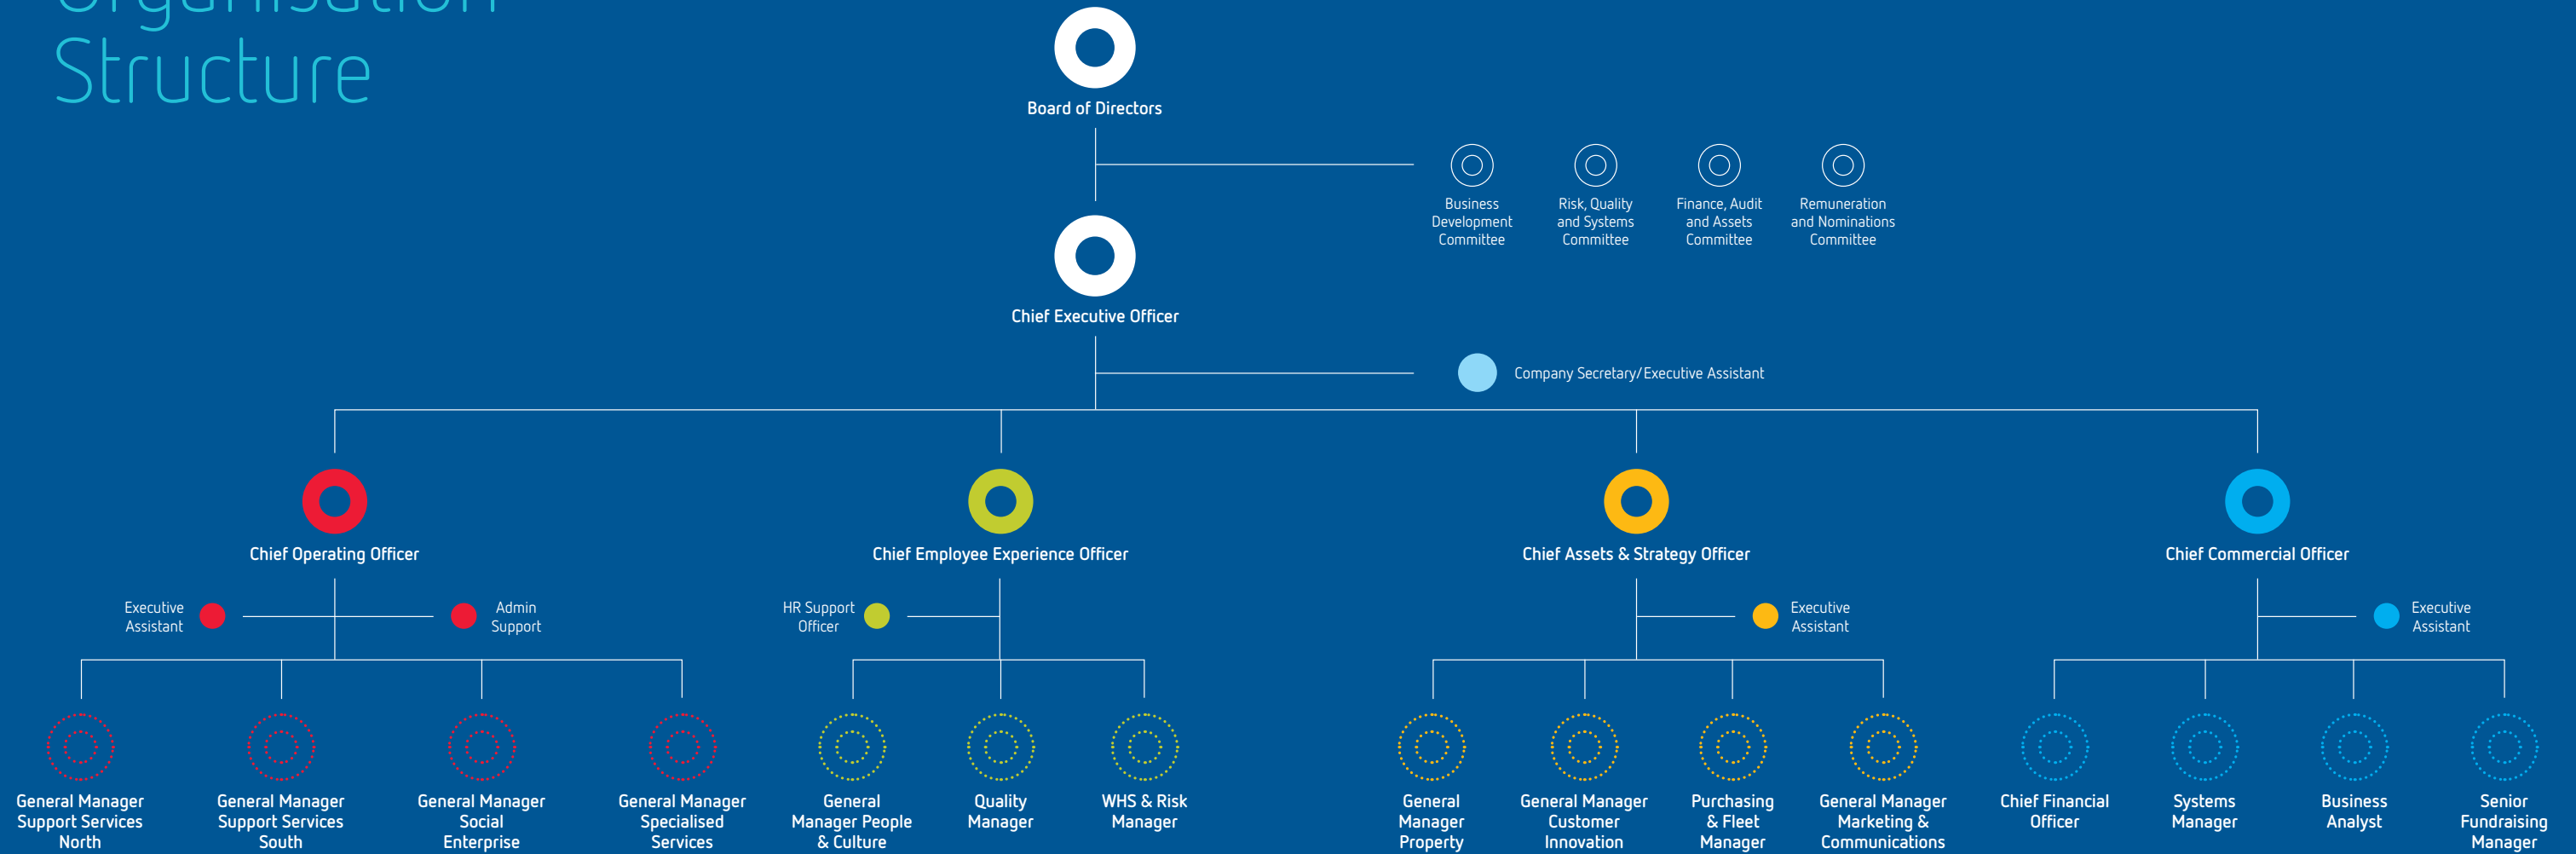 Organisation
Structure
Board of Directors
Business
Development
Committee
Risk, Quality
and Systems
Committee
Finance, Audit
and Assets
Committee
Remuneration
and Nominations
Committee
Chief Executive Officer
Company Secretary/Executive Assistant
Chief Operating Officer
Chief Employee Experience Officer
Chief Assets & Strategy Officer
Chief Commercial Officer
Executive
Assistant
Admin
Support
HR Support
Officer
Executive
Assistant
Executive
Assistant
General Manager
Support Services
North
General Manager
Support Services
South
General Manager
Social
Enterprise
General Manager
Specialised
Services
General
Manager People
& Culture
Quality
Manager
WHS & Risk
Manager
General
Manager
Property
General Manager
Customer
Innovation
Purchasing
& Fleet
Manager
General Manager
Marketing &
Communications
Chief Financial
Officer
Systems
Manager
Business
Analyst
Senior
Fundraising
Manager